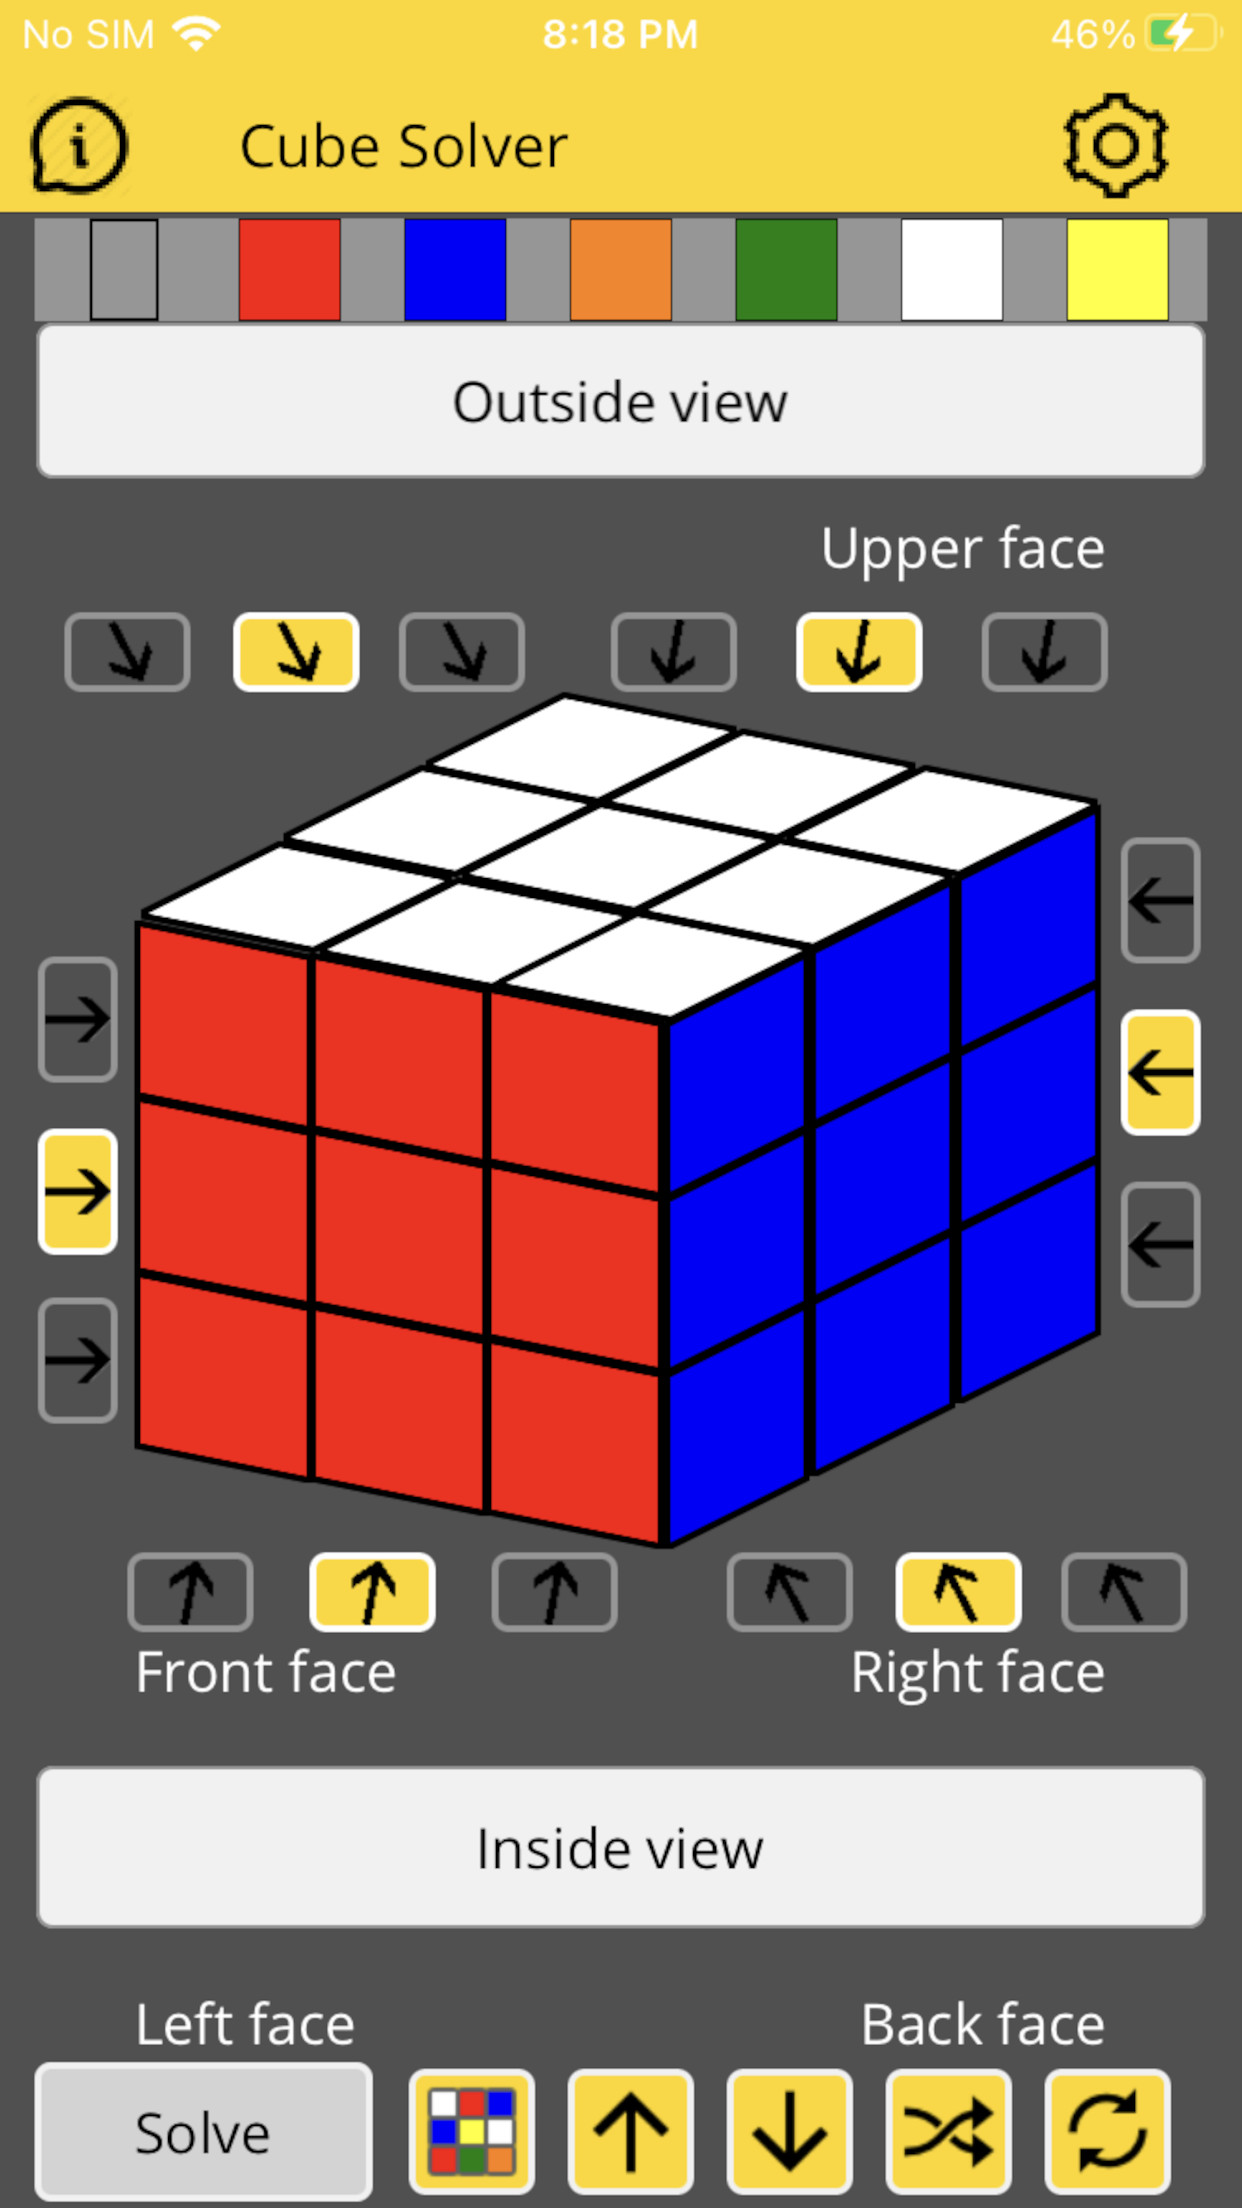 No SIM 8:18 PM 46%
i Cube Solver
Outside view
Upper face
Front face Right face
Inside view
Left face Back face
Solve